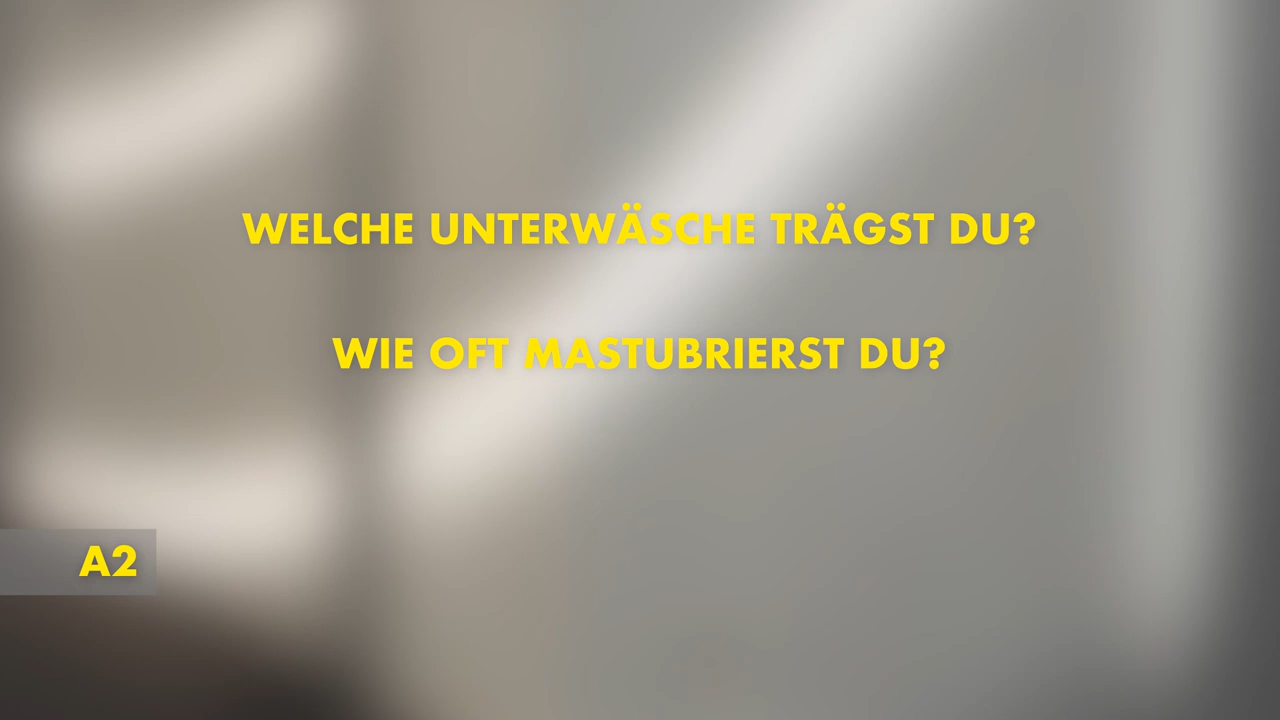 WELCHE UNTERWÄSCHE TRÄGST DU?
WIE OFT MASTUBRIERST DU?
A2